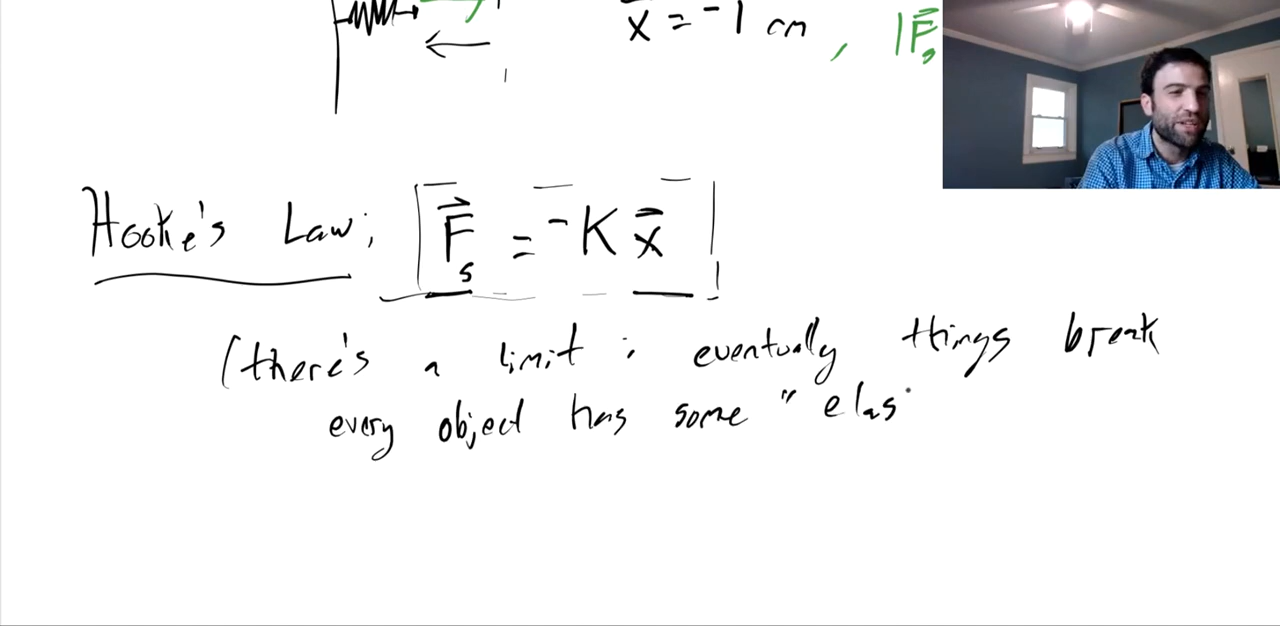 x⃗ = -1 cm , |F⃗s
Hooke's Law: F⃗s = -K x⃗
(there's a limit : eventually things break
every object has some "elas